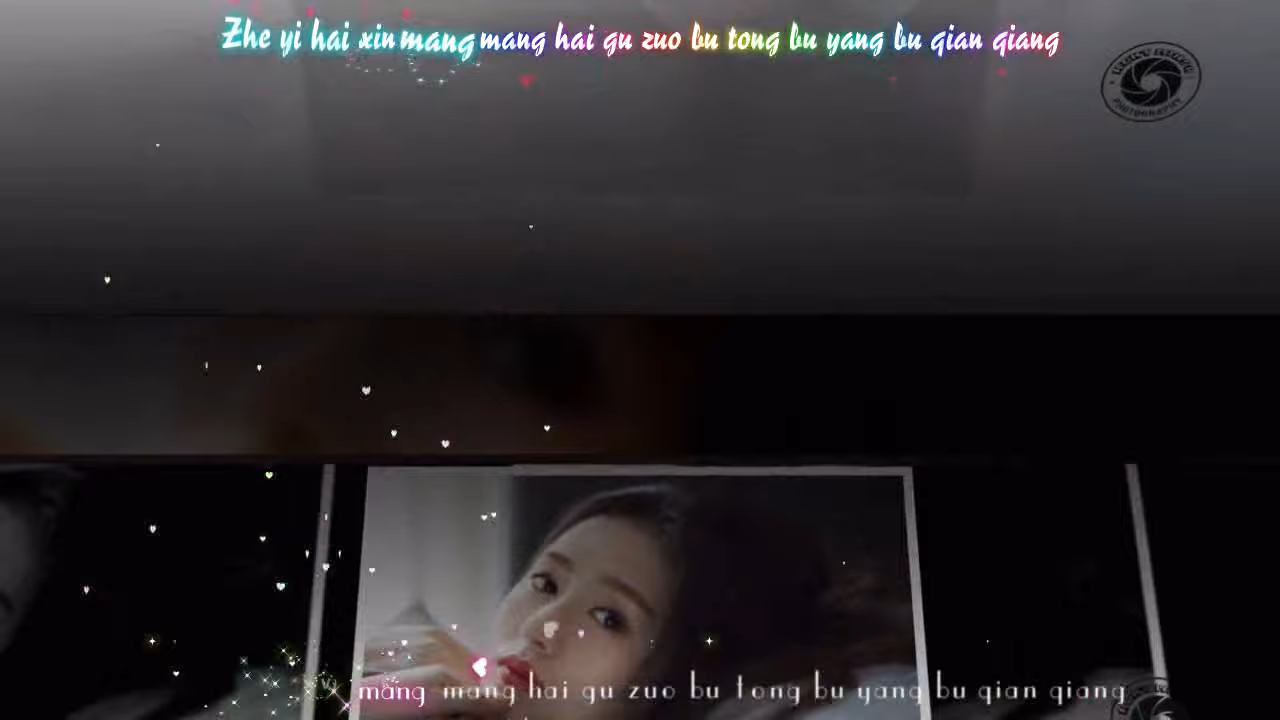 Zhe yi hai xin mang mang hai gu zuo bu tong bu yang bu qian qiang
PHOTOGRAPHY
mang mang hai gu zuo bu tong bu yang bu qian qiang